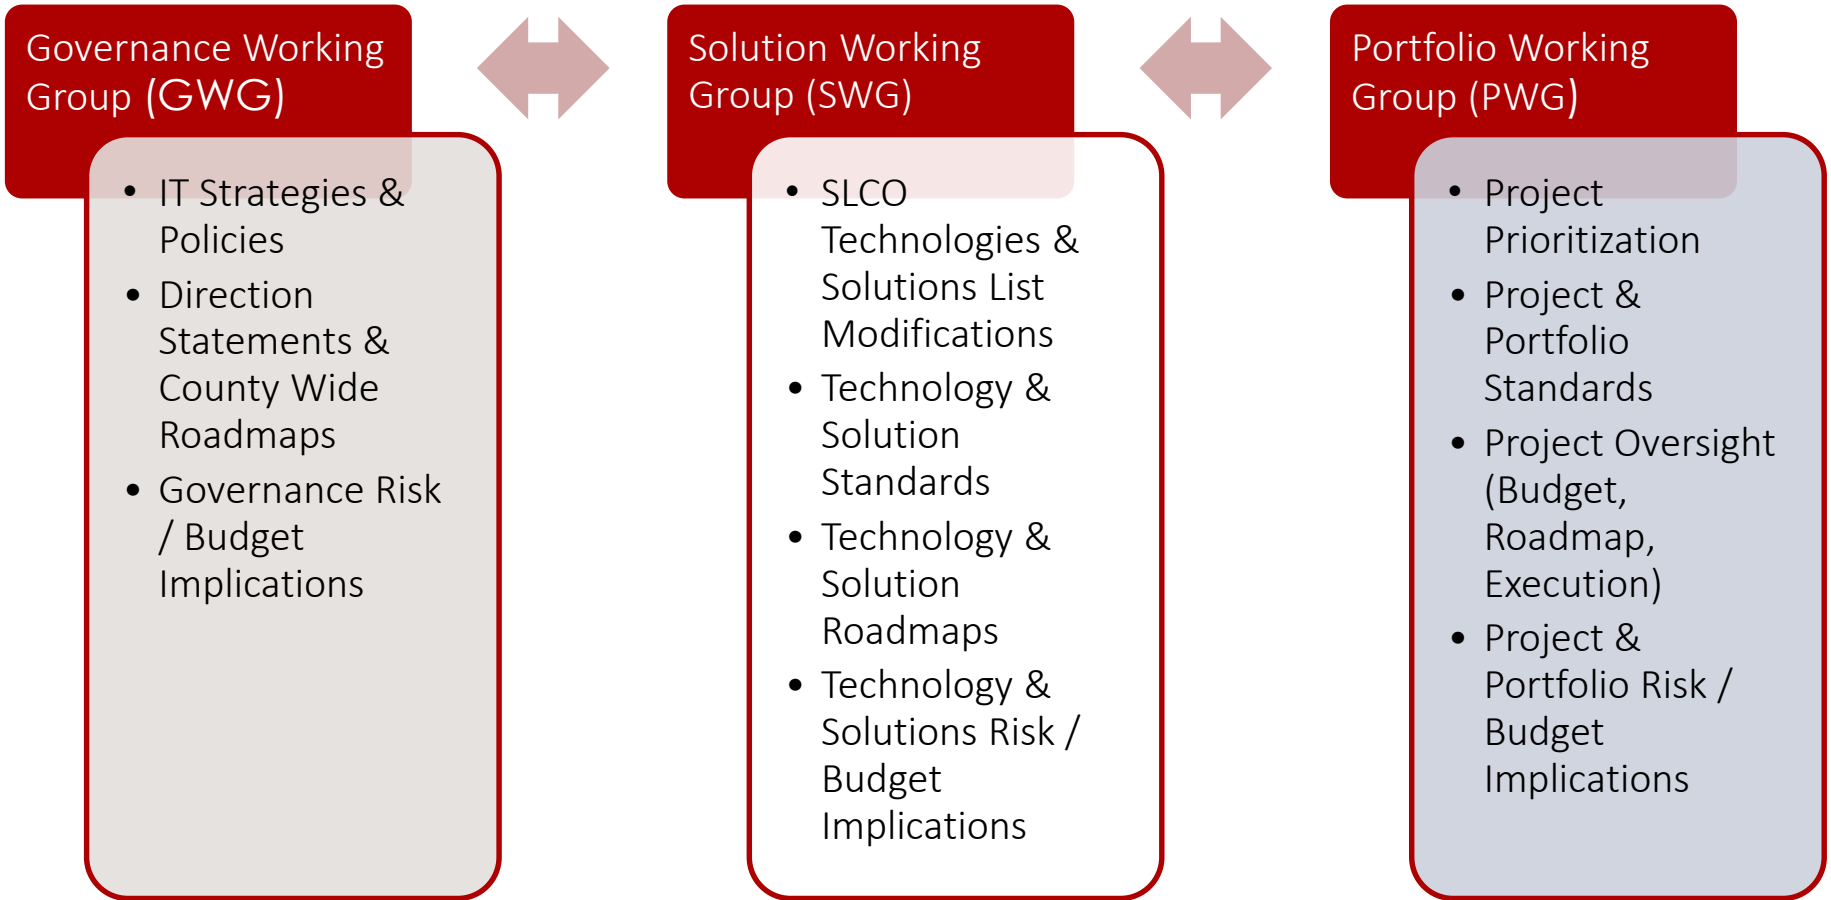 Governance Working
Group (GWG)
• IT Strategies &
Policies
• Direction
Statements &
County Wide
Roadmaps
• Governance Risk
/ Budget
Implications
Solution Working
Group (SWG)
• SLCO
Technologies &
Solutions List
Modifications
• Technology &
Solution
Standards
• Technology &
Solution
Roadmaps
• Technology &
Solutions Risk /
Budget
Implications
Portfolio Working
Group (PWG)
• Project
Prioritization
• Project &
Portfolio
Standards
• Project Oversight
(Budget,
Roadmap,
Execution)
• Project &
Portfolio Risk /
Budget
Implications